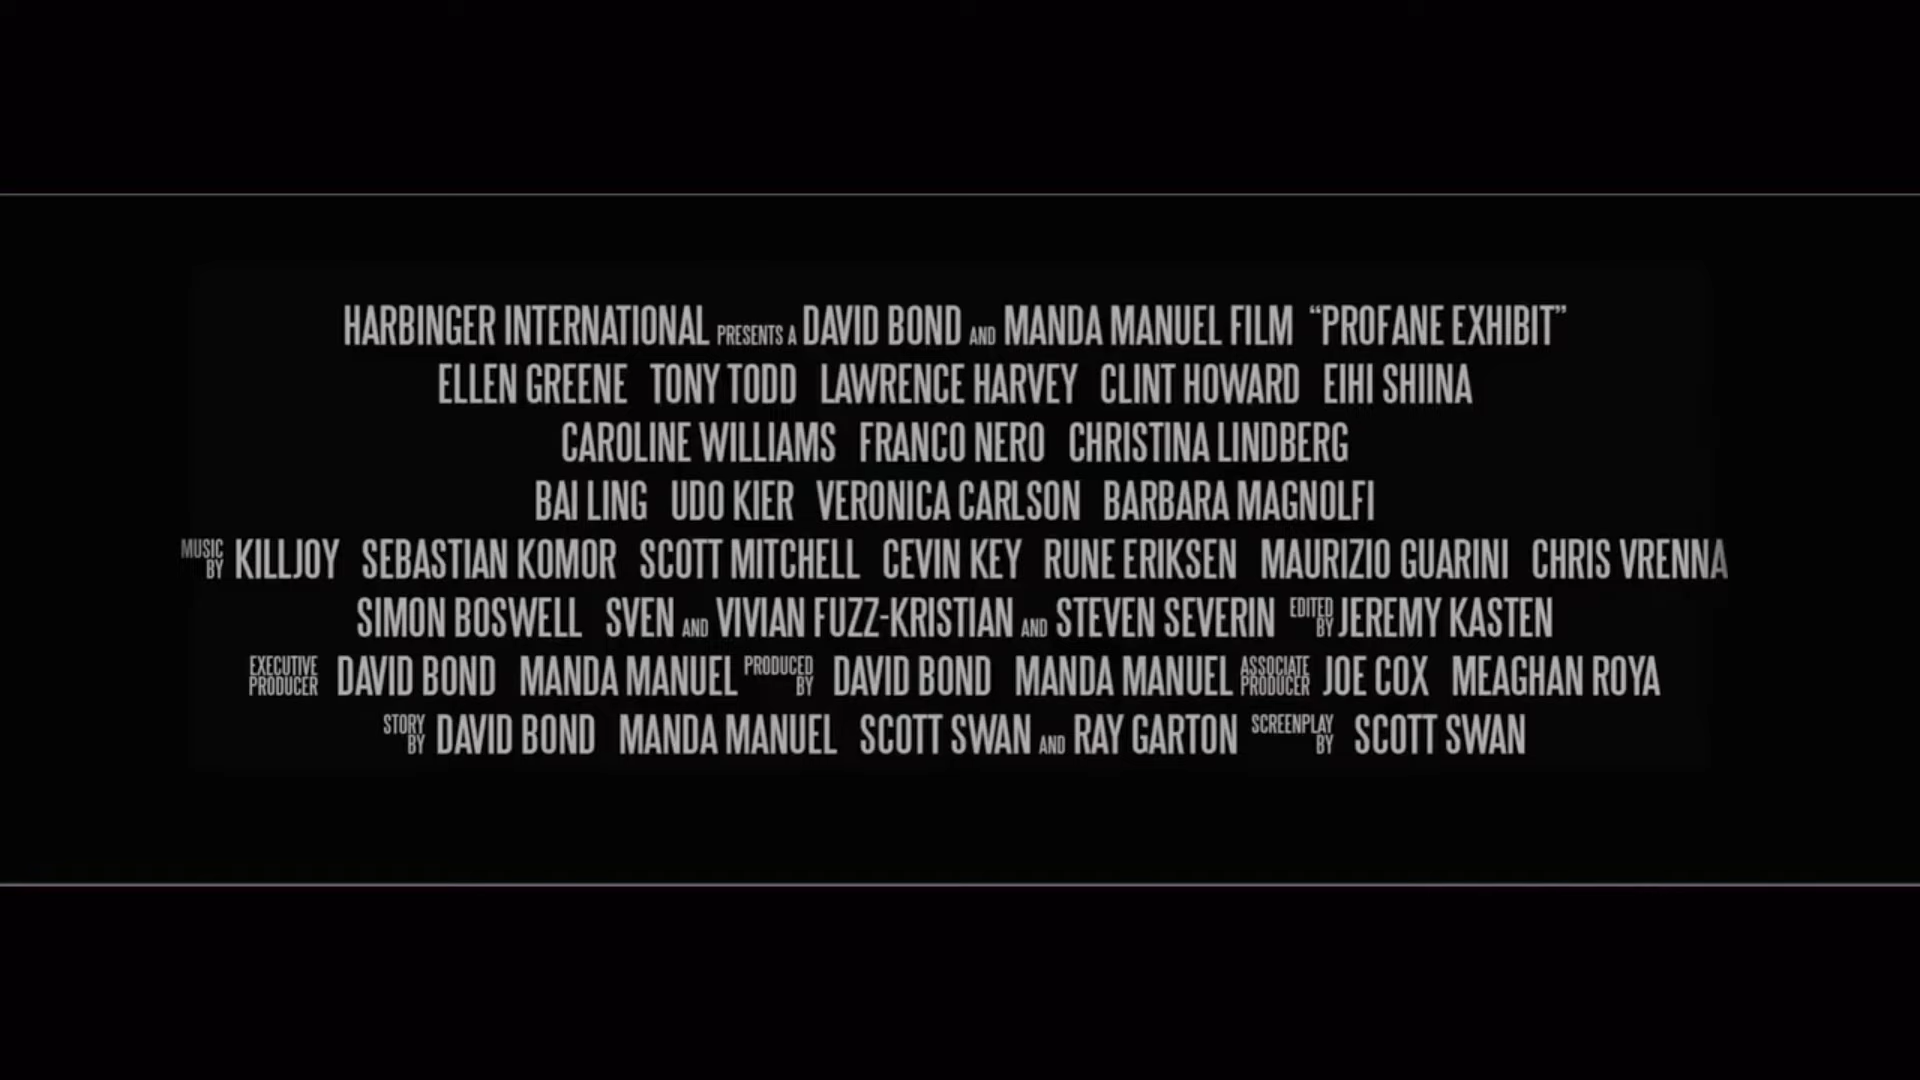 HARBINGER INTERNATIONAL PRESENTS A DAVID BOND AND MANDA MANUEL FILM “PROFANE EXHIBIT”
ELLEN GREENE TONY TODD LAWRENCE HARVEY CLINT HOWARD EIHI SHIINA
CAROLINE WILLIAMS FRANCO NERO CHRISTINA LINDBERG
BAI LING UDO KIER VERONICA CARLSON BARBARA MAGNOLFI
MUSIC BY KILLJOY SEBASTIAN KOMOR SCOTT MITCHELL CEVIN KEY RUNE ERIKSEN MAURIZIO GUARINI CHRIS VRENNA
SIMON BOSWELL SVEN AND VIVIAN FUZZ-KRISTIAN AND STEVEN SEVERIN EDITED BY JEREMY KASTEN
EXECUTIVE PRODUCER DAVID BOND MANDA MANUEL PRODUCED BY DAVID BOND MANDA MANUEL ASSOCIATE PRODUCER JOE COX MEAGHAN ROYA
STORY BY DAVID BOND MANDA MANUEL SCOTT SWAN AND RAY GARTON SCREENPLAY BY SCOTT SWAN